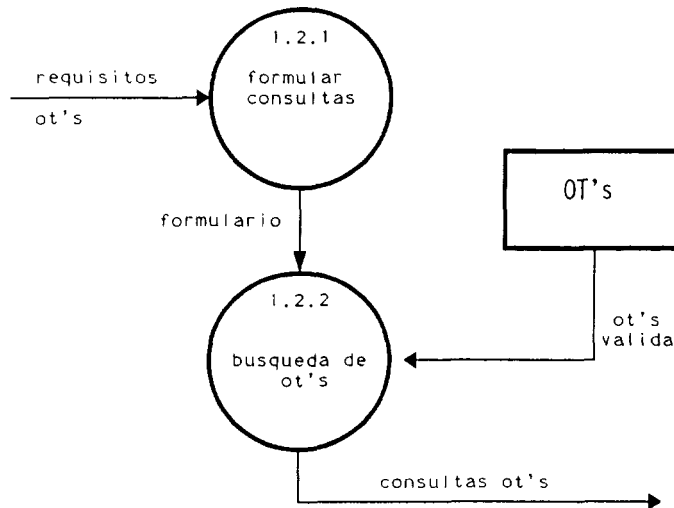 1.2.1
formular
consultas
requisitos
ot's
OT's
formulario
1.2.2
busqueda de
ot's
ot's
valida
consultas ot's